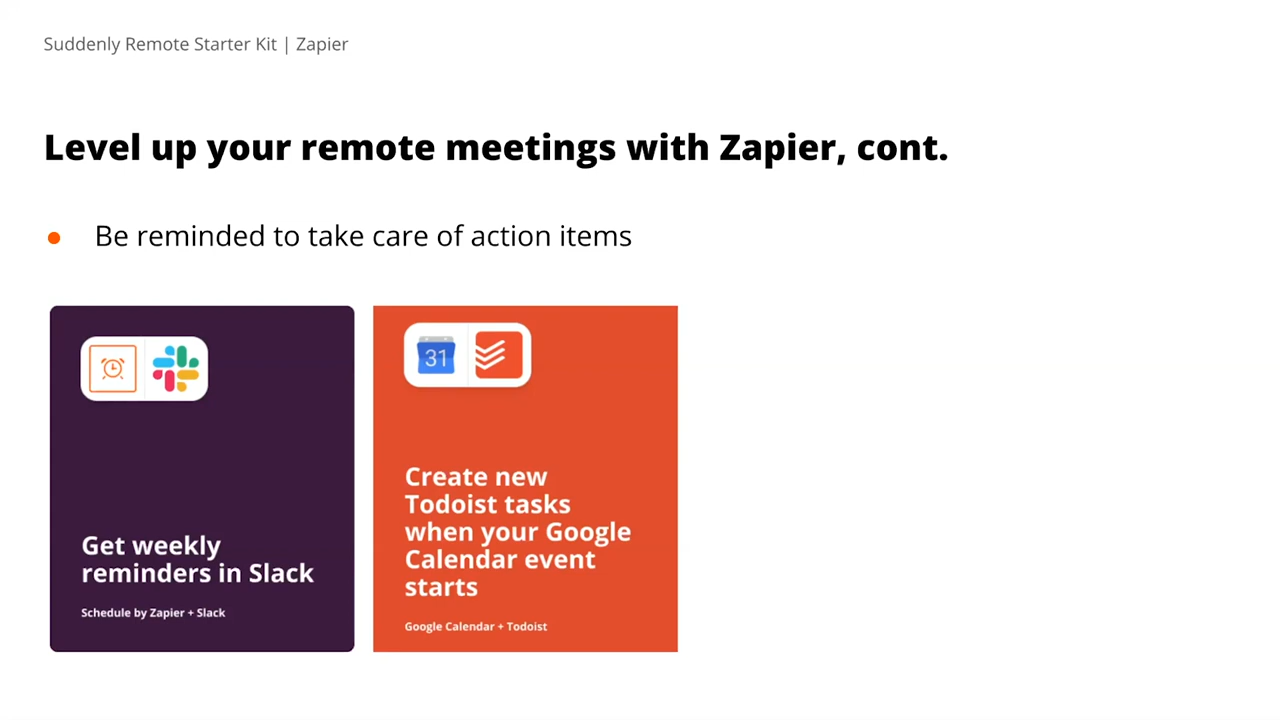 Suddenly Remote Starter Kit | Zapier
Level up your remote meetings with Zapier, cont.
● Be reminded to take care of action items
31
Get weekly
reminders in Slack
Schedule by Zapier + Slack
Create new
Todoist tasks
when your Google
Calendar event
starts
Google Calendar + Todoist